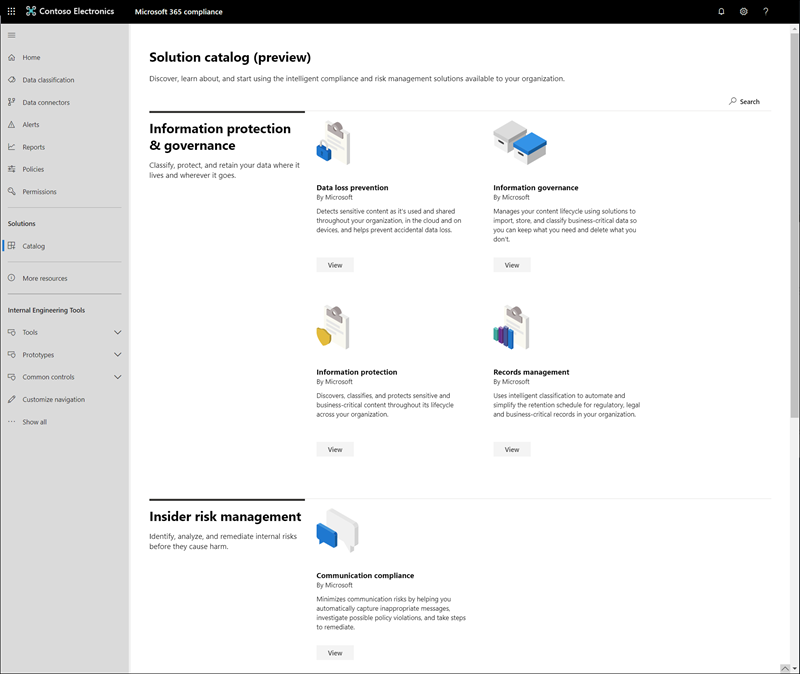 Contoso Electronics
Microsoft 365 compliance
?
Home
Data classification
Data connectors
Alerts
Reports
Policies
Permissions
Solutions
Catalog
More resources
Internal Engineering Tools
Tools
Prototypes
Common controls
Customize navigation
Show all
Solution catalog (preview)
Discover, learn about, and start using the intelligent compliance and risk management solutions available to your organization.
Search
Information protection
& governance
Classify, protect, and retain your data where it
lives and wherever it goes.
Data loss prevention
By Microsoft
Detects sensitive content as it's used and shared
throughout your organization, in the cloud and on
devices, and helps prevent accidental data loss.
View
Information governance
By Microsoft
Manages your content lifecycle using solutions to
import, store, and classify business-critical data so
you can keep what you need and delete what you
don't.
View
Information protection
By Microsoft
Discovers, classifies, and protects sensitive and
business-critical content throughout its lifecycle
across your organization.
View
Records management
By Microsoft
Uses intelligent classification to automate and
simplify the retention schedule for regulatory, legal
and business-critical records in your organization.
View
Insider risk management
Identify, analyze, and remediate internal risks
before they cause harm.
Communication compliance
By Microsoft
Minimizes communication risks by helping you
automatically capture inappropriate messages,
investigate possible policy violations, and take steps
to remediate.
View